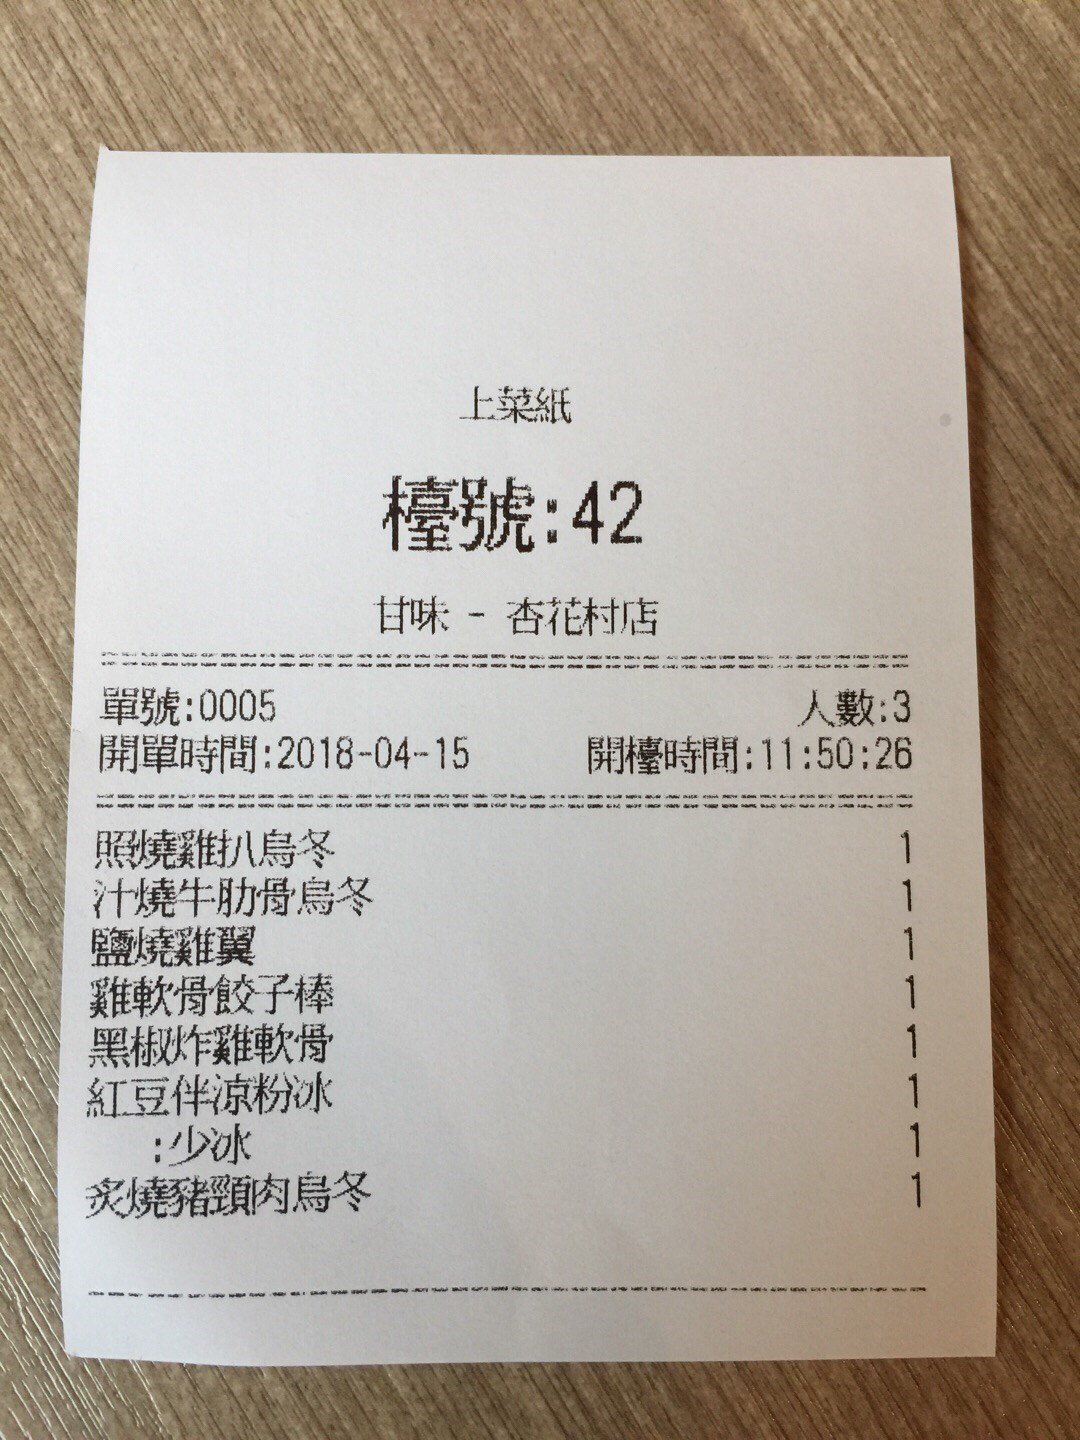 上菜紙
檯號:42
甘味 - 杏花村店
單號:0005 人數:3
開單時間:2018-04-15 開檯時間:11:50:26
照燒雞扒烏冬 1
汁燒牛肋骨烏冬 1
鹽燒雞翼 1
雞軟骨餃子棒 1
黑椒炸雞軟骨 1
紅豆伴涼粉冰 1
:少冰 1
炙燒豬頸肉烏冬 1